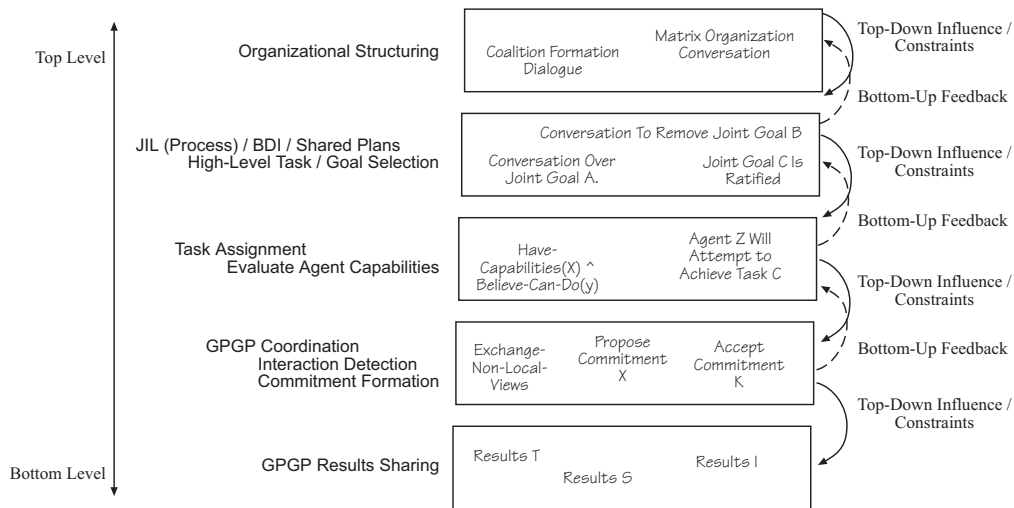 Top Level
Bottom Level
Organizational Structuring
Coalition Formation
Dialogue
Matrix Organization
Conversation
Top-Down Influence /
Constraints
Bottom-Up Feedback
JIL (Process) / BDI / Shared Plans
High-Level Task / Goal Selection
Conversation To Remove Joint Goal B
Conversation Over
Joint Goal A.
Joint Goal C Is
Ratified
Top-Down Influence /
Constraints
Bottom-Up Feedback
Task Assignment
Evaluate Agent Capabilities
Have-
Capabilities(X) ^
Believe-Can-Do(y)
Agent Z Will
Attempt to
Achieve Task C
Top-Down Influence /
Constraints
Bottom-Up Feedback
GPGP Coordination
Interaction Detection
Commitment Formation
Exchange-
Non-Local-
Views
Propose
Commitment
X
Accept
Commitment
K
Top-Down Influence /
Constraints
GPGP Results Sharing
Results T
Results S
Results I